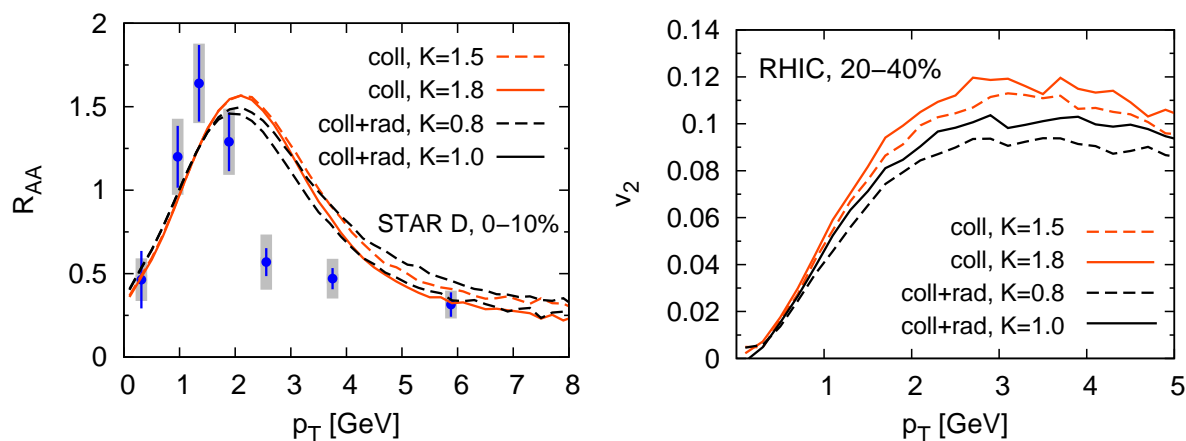 2
1.5
1
0.5
0
R_AA
coll, K=1.5
coll, K=1.8
coll+rad, K=0.8
coll+rad, K=1.0
STAR D, 0−10%
0 1 2 3 4 5 6 7 8
p_T [GeV]
0.14
0.12
0.1
0.08
0.06
0.04
0.02
0
v_2
RHIC, 20−40%
coll, K=1.5
coll, K=1.8
coll+rad, K=0.8
coll+rad, K=1.0
1 2 3 4 5
p_T [GeV]